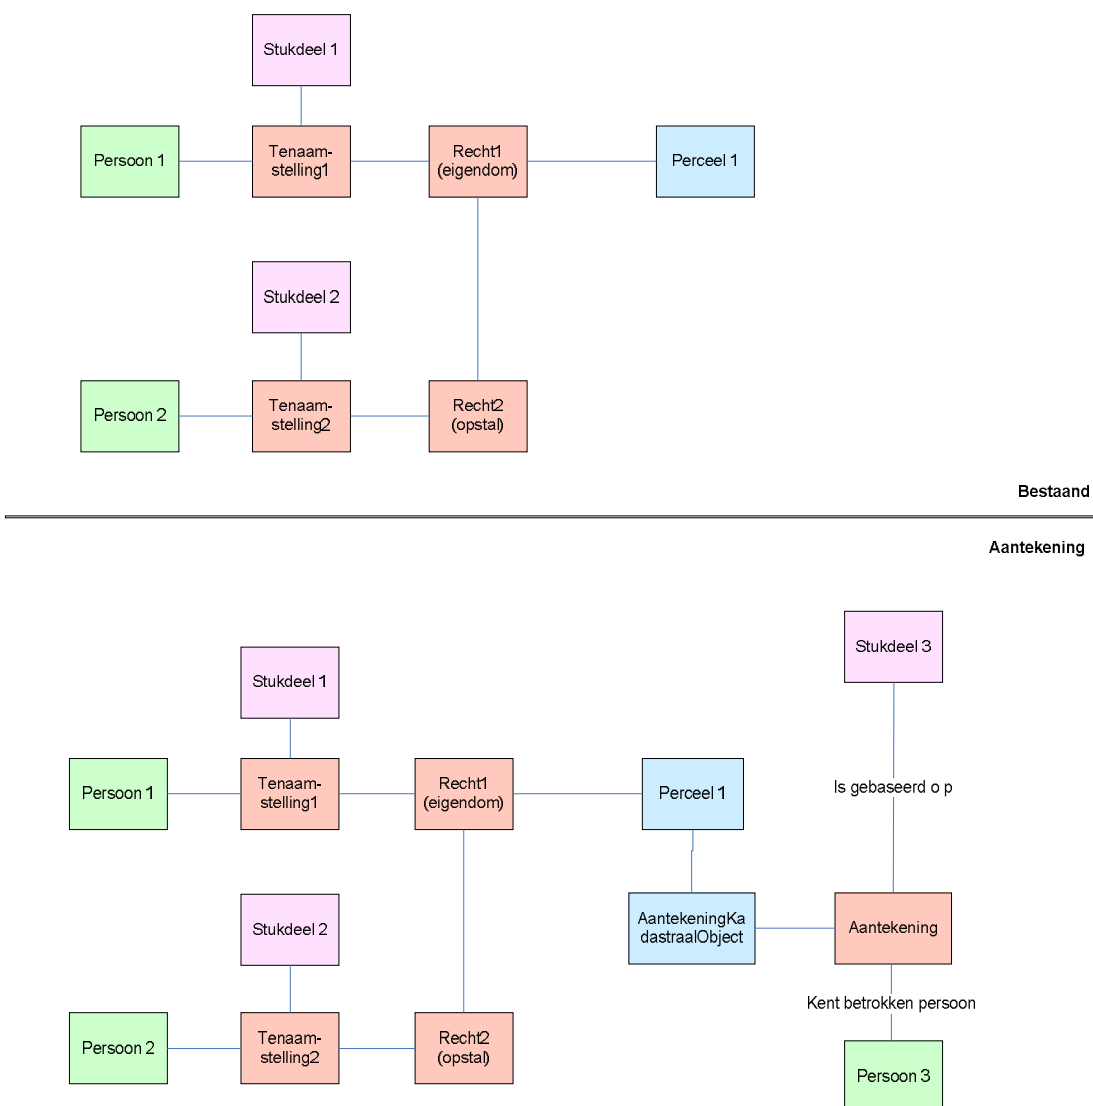 Stukdeel 1
Persoon 1
Tenaam-
stelling1
Recht1
(eigendom)
Perceel 1
Stukdeel 2
Persoon 2
Tenaam-
stelling2
Recht2
(opstal)
Bestaand
Aantekening
Stukdeel 3
Stukdeel 1
Persoon 1
Tenaam-
stelling1
Recht1
(eigendom)
Perceel 1
Is gebaseerd o p
Stukdeel 2
AantekeningKa
dastraalObject
Aantekening
Kent betrokken persoon
Persoon 2
Tenaam-
stelling2
Recht2
(opstal)
Persoon 3